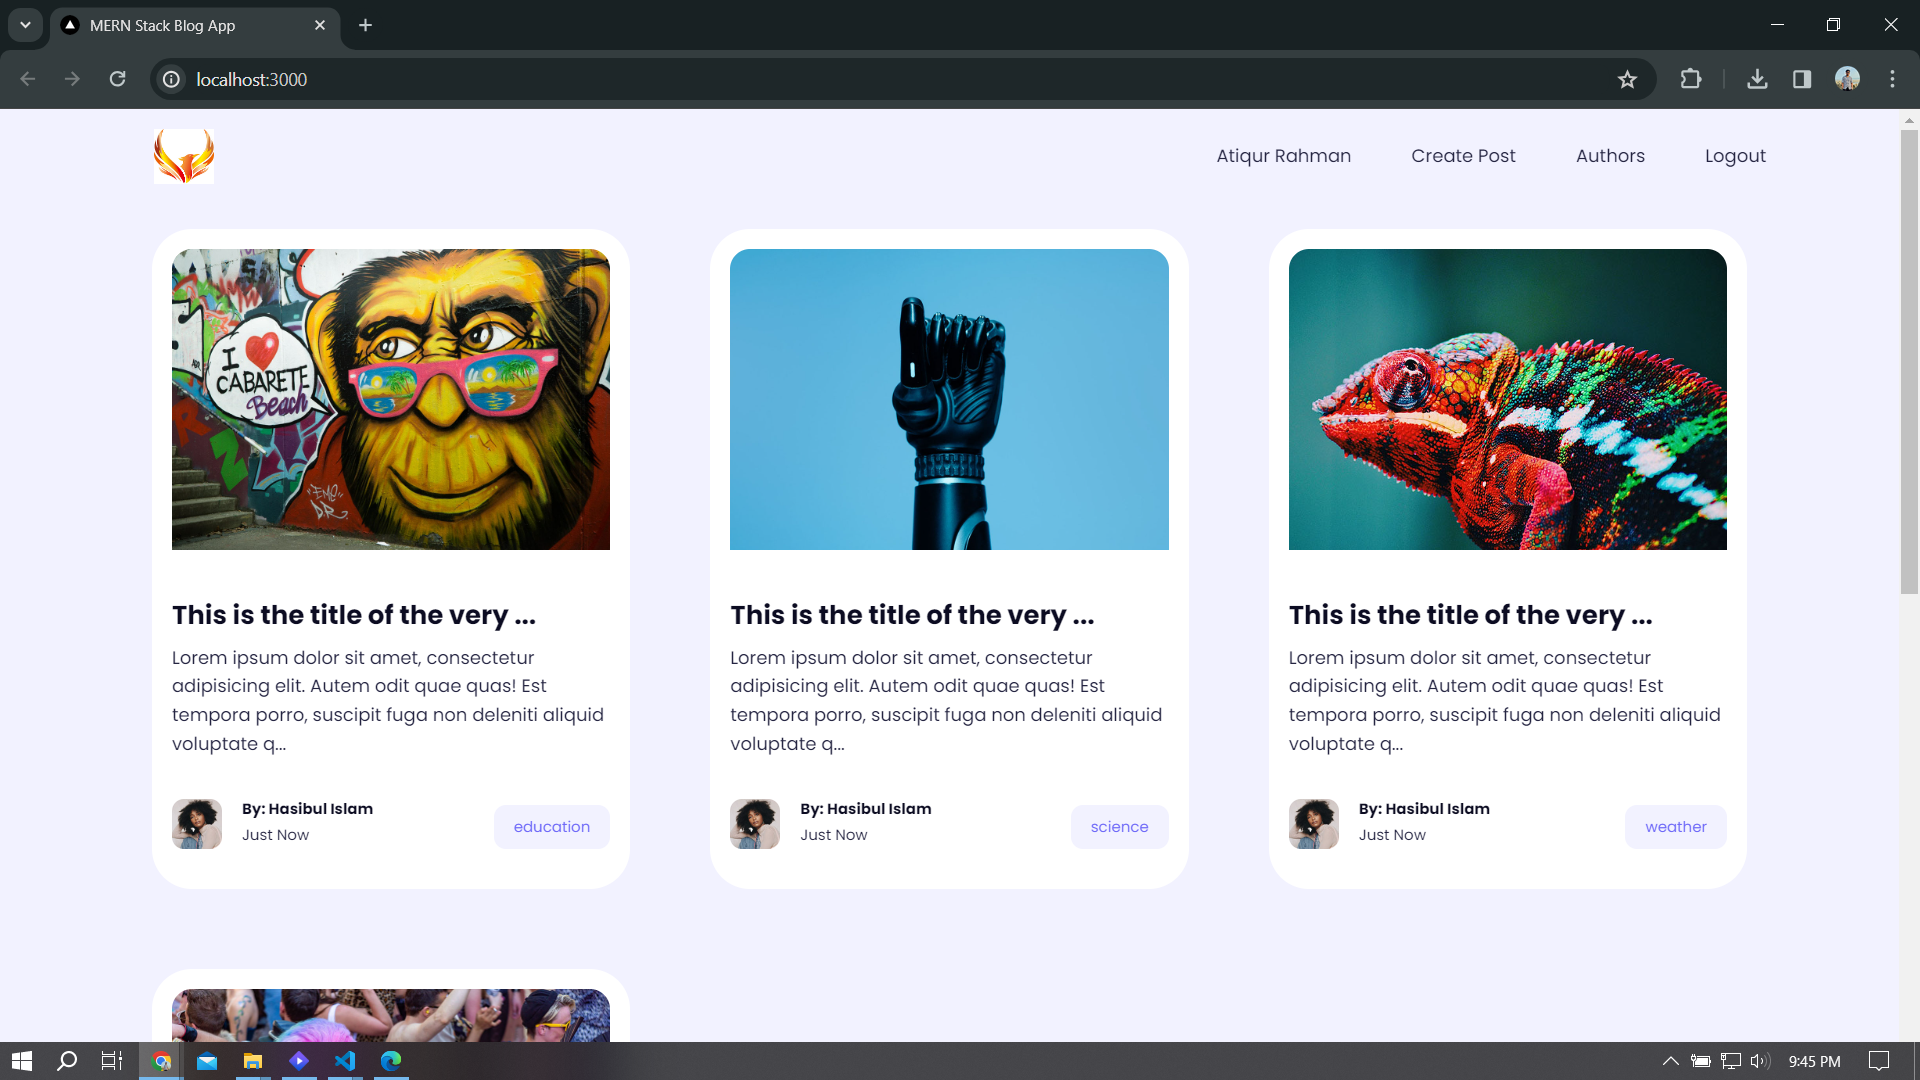 MERN Stack Blog App
localhost:3000
Atiqur Rahman
Create Post
Authors
Logout
I
CABARETE
Beach
This is the title of the very ...
Lorem ipsum dolor sit amet, consectetur
adipisicing elit. Autem odit quae quas! Est
tempora porro, suscipit fuga non deleniti aliquid
voluptate q...
By: Hasibul Islam
Just Now
education
This is the title of the very ...
Lorem ipsum dolor sit amet, consectetur
adipisicing elit. Autem odit quae quas! Est
tempora porro, suscipit fuga non deleniti aliquid
voluptate q...
By: Hasibul Islam
Just Now
science
This is the title of the very ...
Lorem ipsum dolor sit amet, consectetur
adipisicing elit. Autem odit quae quas! Est
tempora porro, suscipit fuga non deleniti aliquid
voluptate q...
By: Hasibul Islam
Just Now
weather
9:45 PM